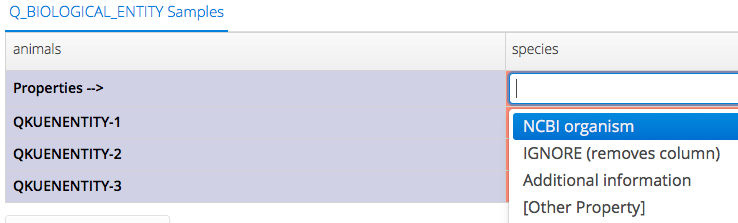 Q_BIOLOGICAL_ENTITY Samples
animals species
Properties -->
NCBI organism
QKUENENTITY-1
IGNORE (removes column)
QKUENENTITY-2
Additional information
QKUENENTITY-3
[Other Property]